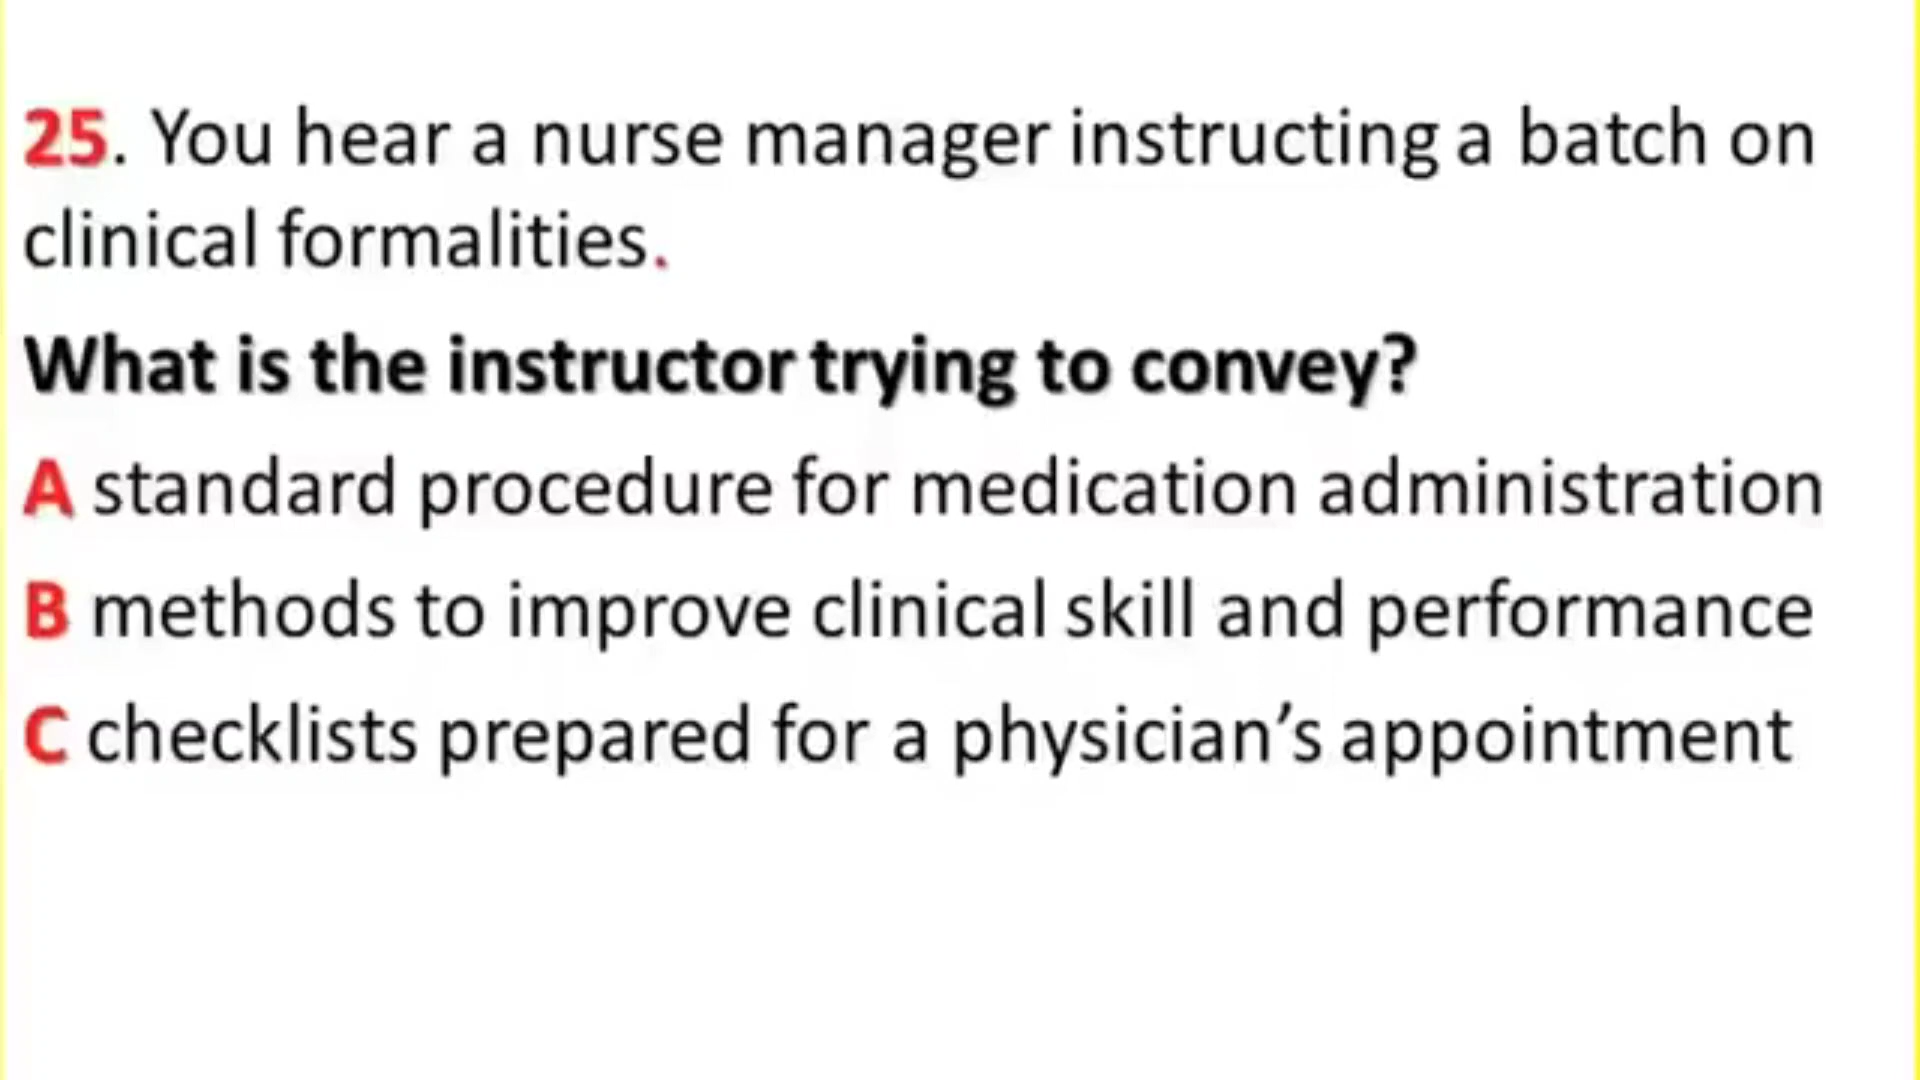 25. You hear a nurse manager instructing a batch on
clinical formalities.
What is the instructor trying to convey?
A standard procedure for medication administration
B methods to improve clinical skill and performance
C checklists prepared for a physician’s appointment